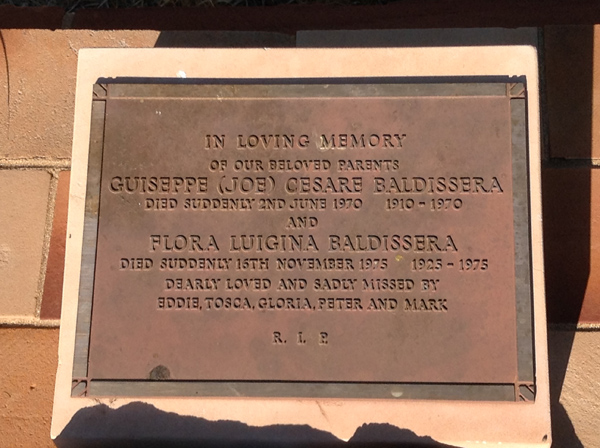 IN LOVING MEMORY
OF OUR BELOVED PARENTS
GUISEPPE (JOE) CESARE BALDISSERA
DIED SUDDENLY 2ND JUNE 1970 1910 - 1970
AND
FLORA LUIGINA BALDISSERA
DIED SUDDENLY 15TH NOVEMBER 1975 1925 - 1975
DEARLY LOVED AND SADLY MISSED BY
EDDIE, TOSCA, GLORIA, PETER AND MARK
R. I. P.